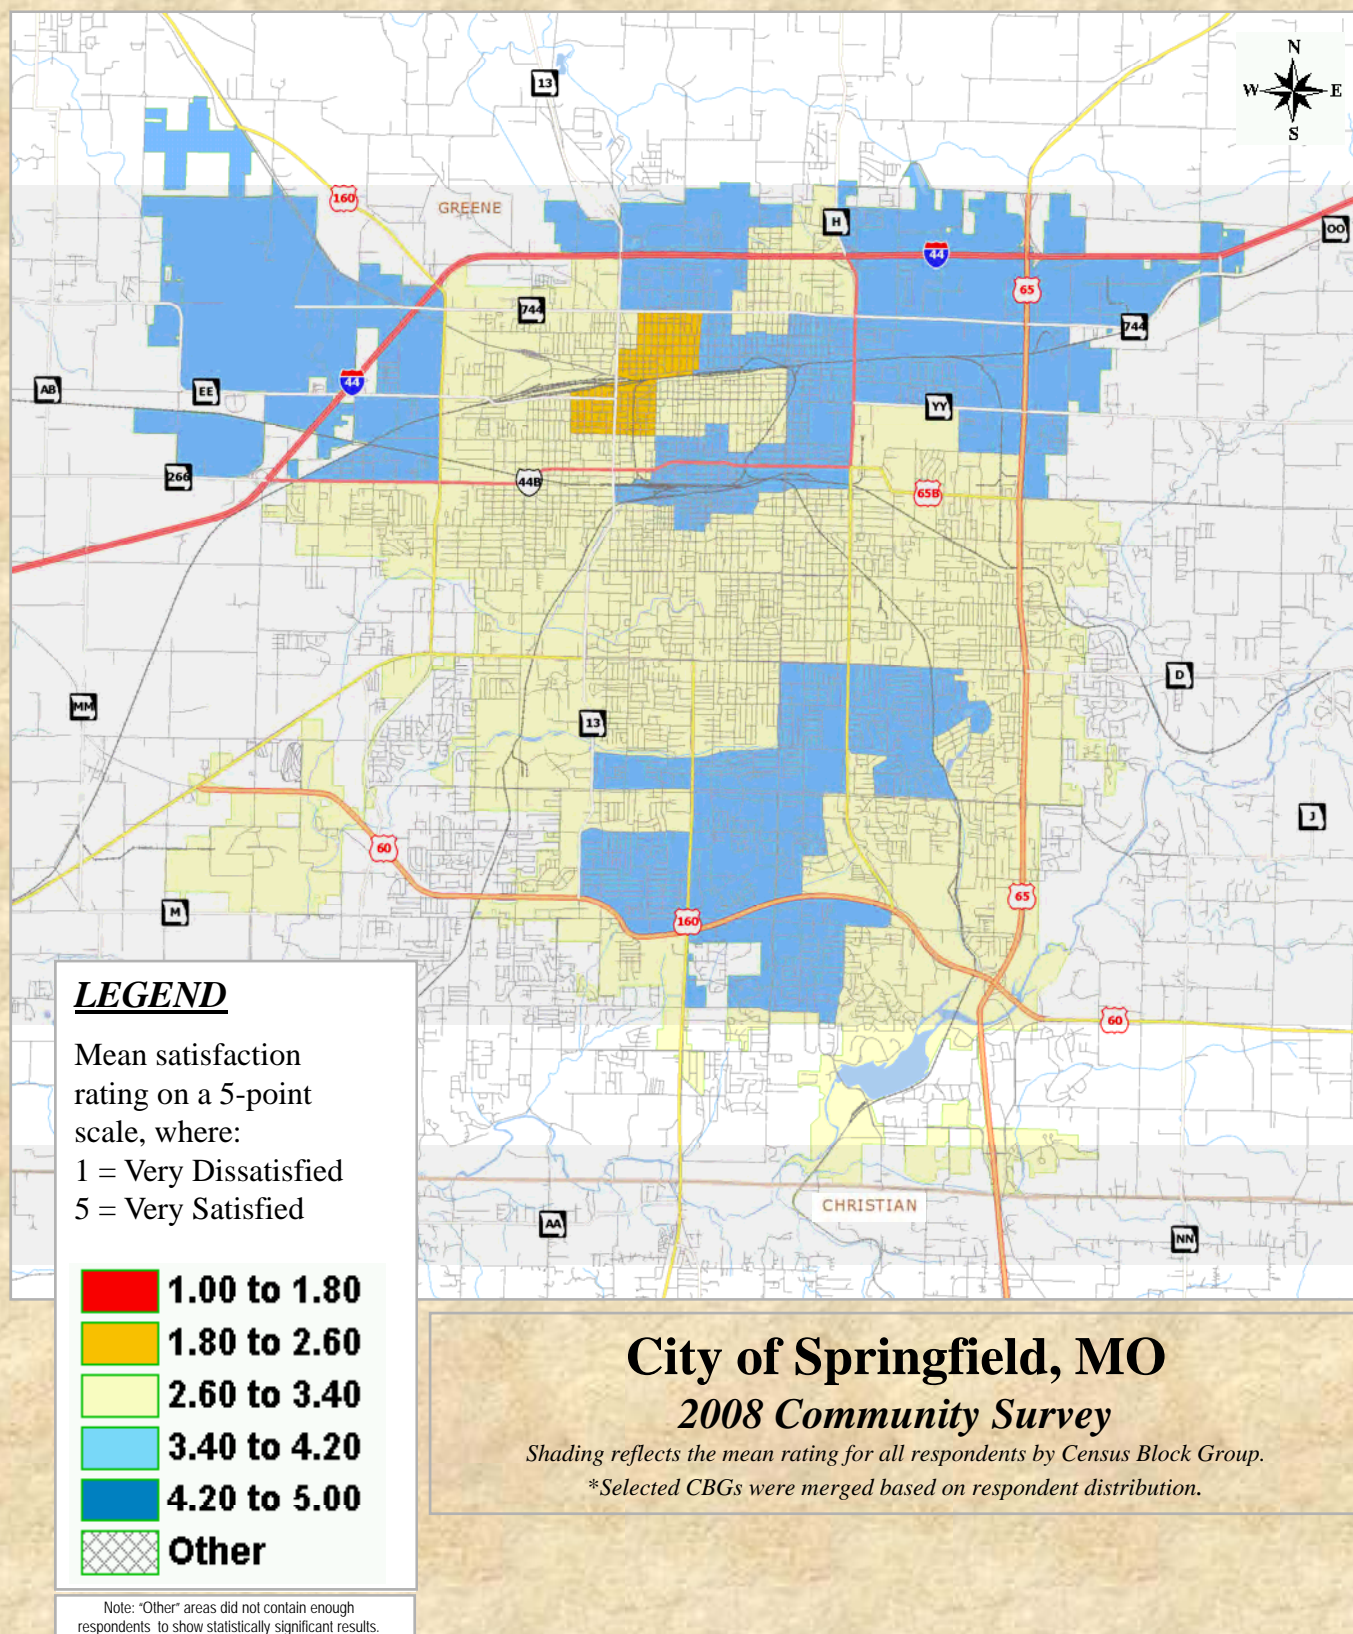 N
W E
S
13
160
GREENE
H
OO
44
65
744
744
44
AB
EE
YY
266
44B
65B
D
MM
13
J
60
65
M
160
60
CHRISTIAN
AA
NN
LEGEND
Mean satisfaction
rating on a 5-point
scale, where:
1 = Very Dissatisfied
5 = Very Satisfied
1.00 to 1.80
1.80 to 2.60
2.60 to 3.40
3.40 to 4.20
4.20 to 5.00
Other
Note: “Other” areas did not contain enough
respondents to show statistically significant results.
City of Springfield, MO
2008 Community Survey
Shading reflects the mean rating for all respondents by Census Block Group.
*Selected CBGs were merged based on respondent distribution.